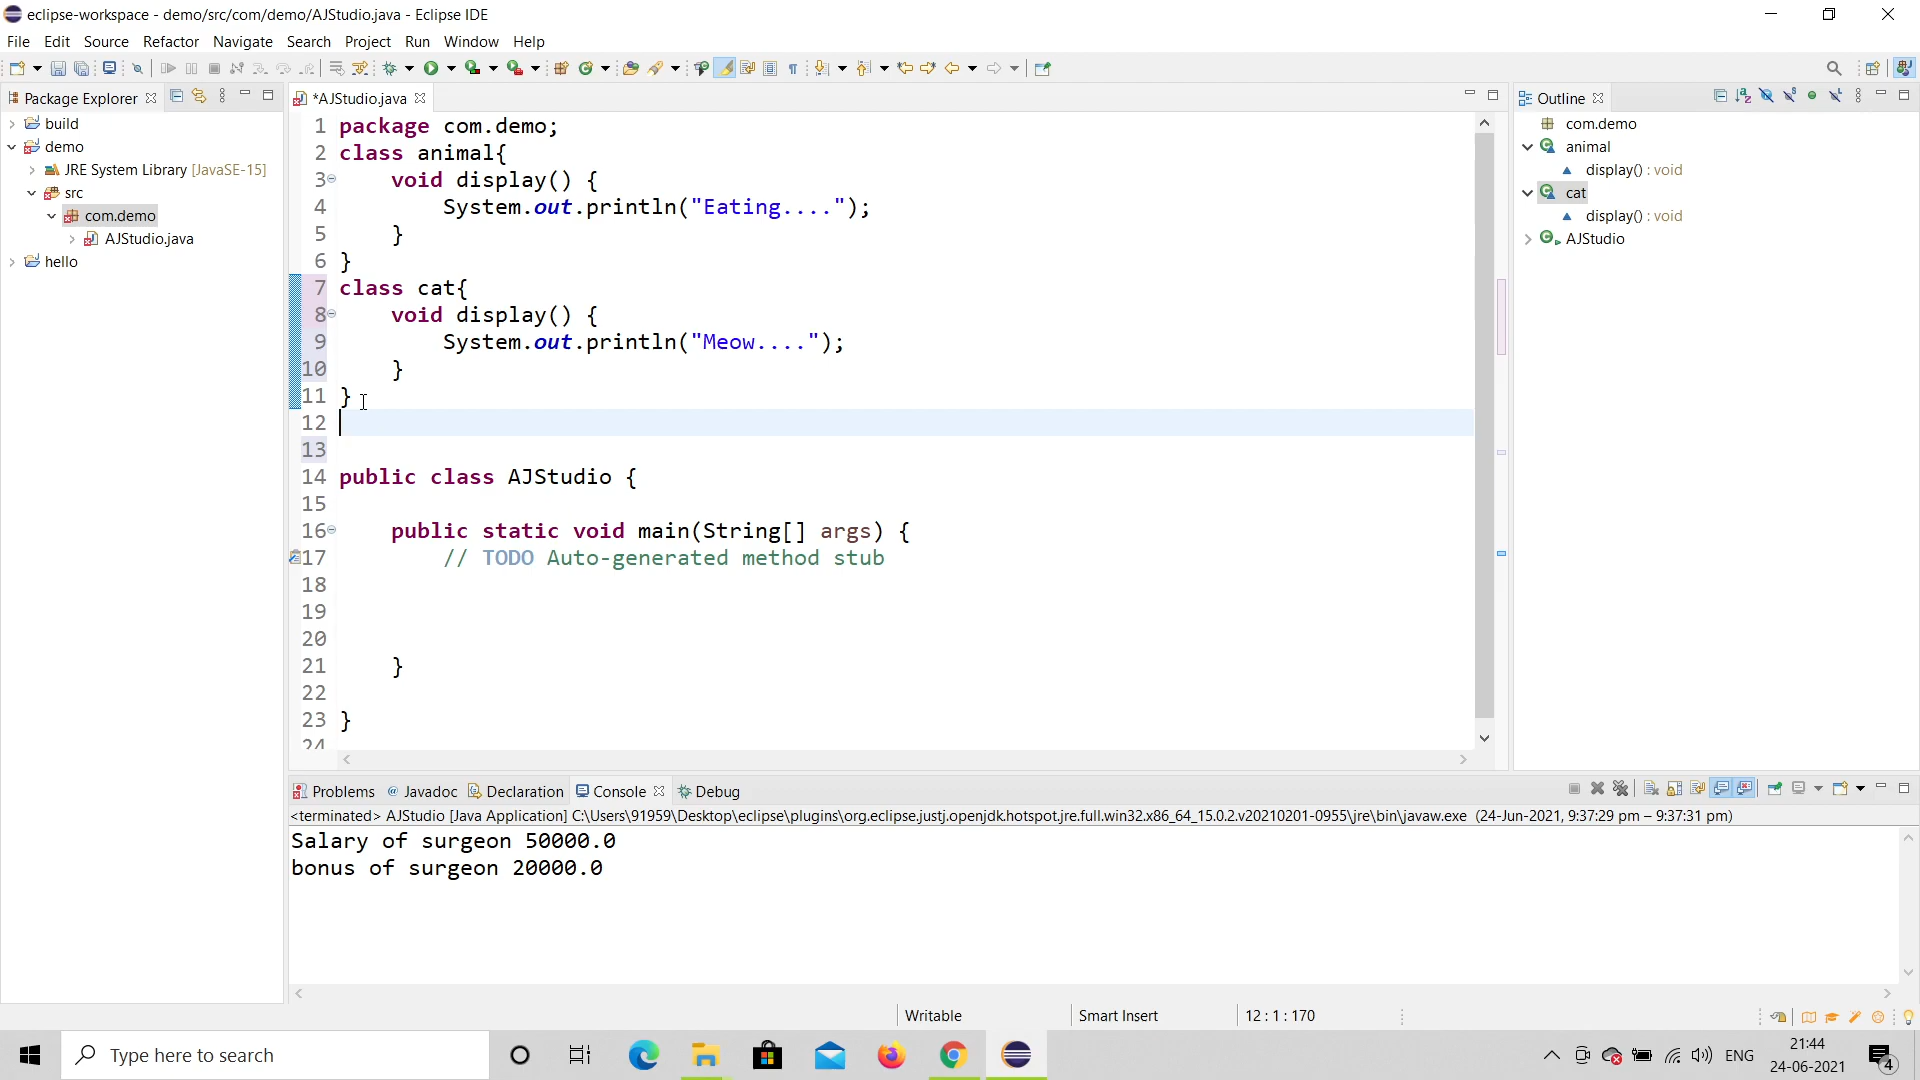 eclipse-workspace - demo/src/com/demo/AJStudio.java - Eclipse IDE
File Edit Source Refactor Navigate Search Project Run Window Help
Package Explorer
build
demo
JRE System Library [JavaSE-15]
src
com.demo
AJStudio.java
hello
*AJStudio.java
1 package com.demo;
2 class animal{
3 void display() {
4 System.out.println("Eating....");
5 }
6 }
7 class cat{
8 void display() {
9 System.out.println("Meow....");
10 }
11 }
12
13
14 public class AJStudio {
15
16 public static void main(String[] args) {
17 // TODO Auto-generated method stub
18
19
20
21 }
22
23 }
24
Outline
com.demo
animal
display() : void
cat
display() : void
AJStudio
Problems @ Javadoc Declaration Console Debug
<terminated> AJStudio [Java Application] C:\Users\91959\Desktop\eclipse\plugins\org.eclipse.justj.openjdk.hotspot.jre.full.win32.x86_64_15.0.2.v20210201-0955\jre\bin\javaw.exe (24-Jun-2021, 9:37:29 pm – 9:37:31 pm)
Salary of surgeon 50000.0
bonus of surgeon 20000.0
Writable Smart Insert 12 : 1 : 170
Type here to search
ENG
21:44
24-06-2021
4